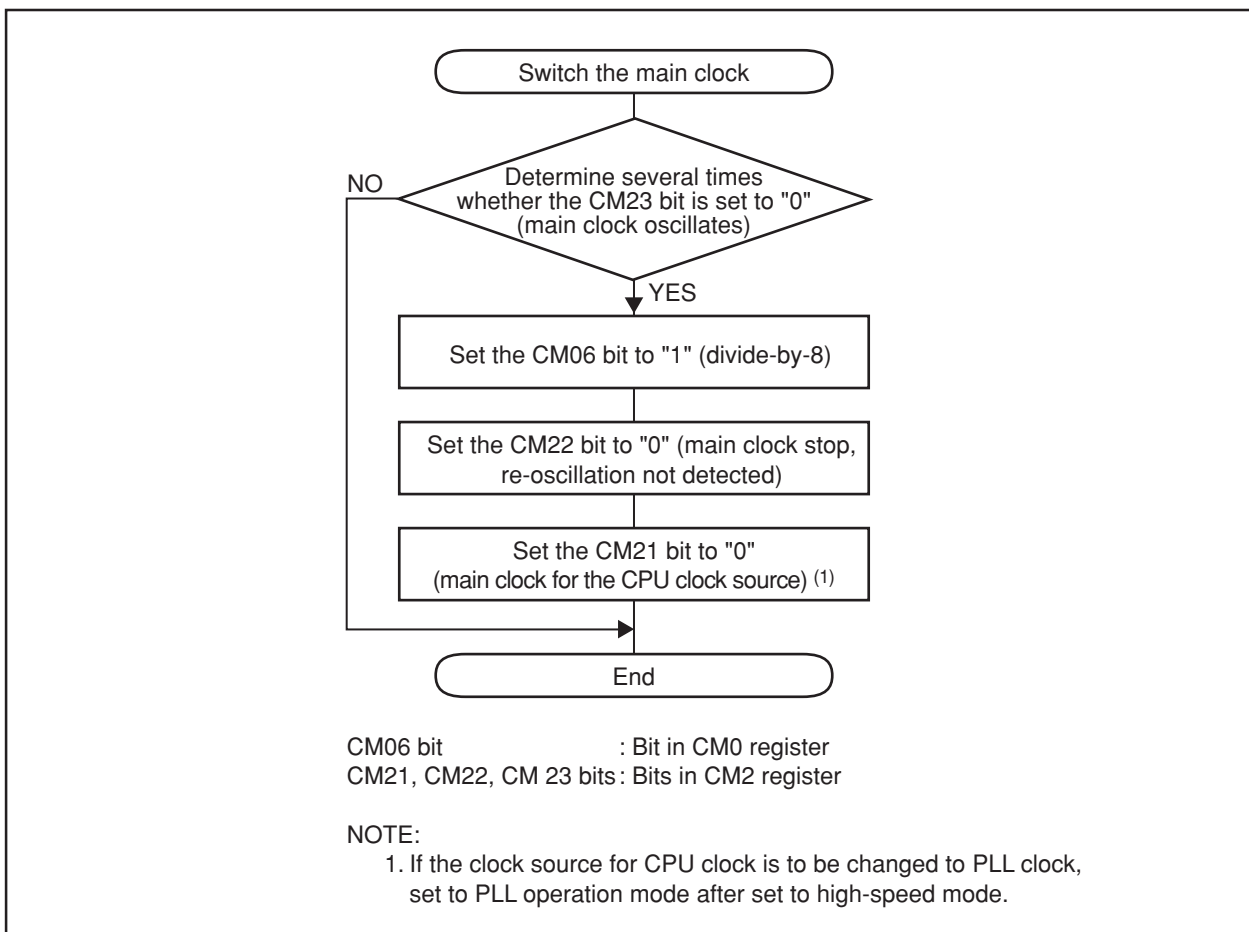 Switch the main clock
Determine several times
whether the CM23 bit is set to "0"
(main clock oscillates)
NO
YES
Set the CM06 bit to "1" (divide-by-8)
Set the CM22 bit to "0" (main clock stop,
re-oscillation not detected)
Set the CM21 bit to "0"
(main clock for the CPU clock source) (1)
End
CM06 bit : Bit in CM0 register
CM21, CM22, CM 23 bits : Bits in CM2 register
NOTE:
1. If the clock source for CPU clock is to be changed to PLL clock,
set to PLL operation mode after set to high-speed mode.